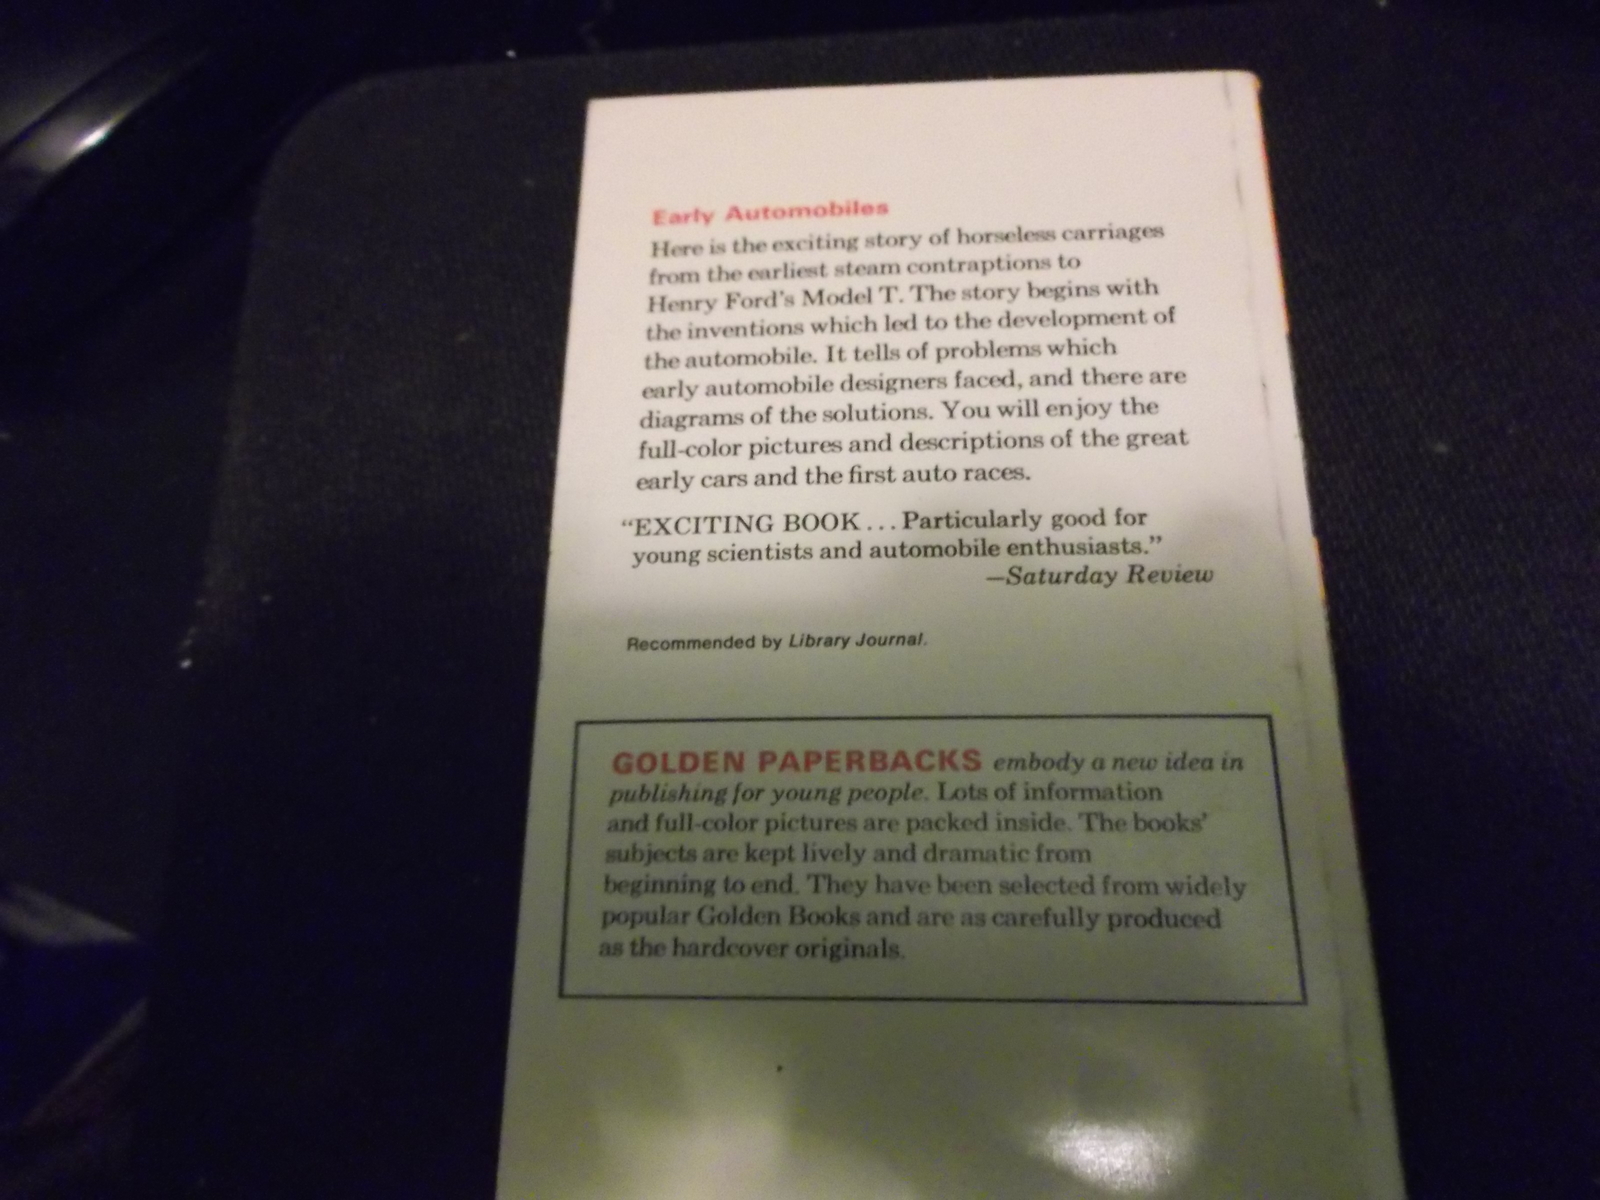 Early Automobiles
Here is the exciting story of horseless carriages
from the earliest steam contraptions to
Henry Ford's Model T. The story begins with
the inventions which led to the development of
the automobile. It tells of problems which
early automobile designers faced, and there are
diagrams of the solutions. You will enjoy the
full-color pictures and descriptions of the great
early cars and the first auto races.
“EXCITING BOOK . . . Particularly good for
young scientists and automobile enthusiasts.”
—Saturday Review
Recommended by Library Journal.
GOLDEN PAPERBACKS embody a new idea in
publishing for young people. Lots of information
and full-color pictures are packed inside. The books'
subjects are kept lively and dramatic from
beginning to end. They have been selected from widely
popular Golden Books and are as carefully produced
as the hardcover originals.